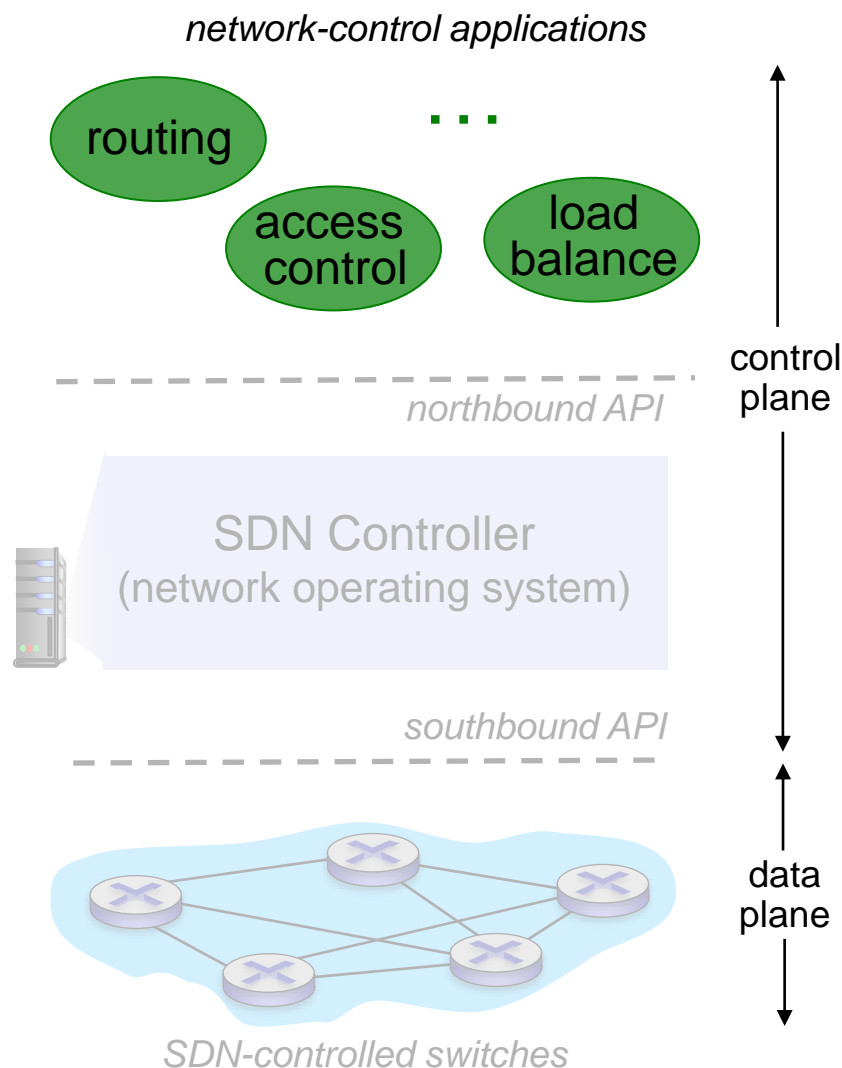 network-control applications
routing
...
access
control
load
balance
control
plane
northbound API
SDN Controller
(network operating system)
southbound API
data
plane
SDN-controlled switches